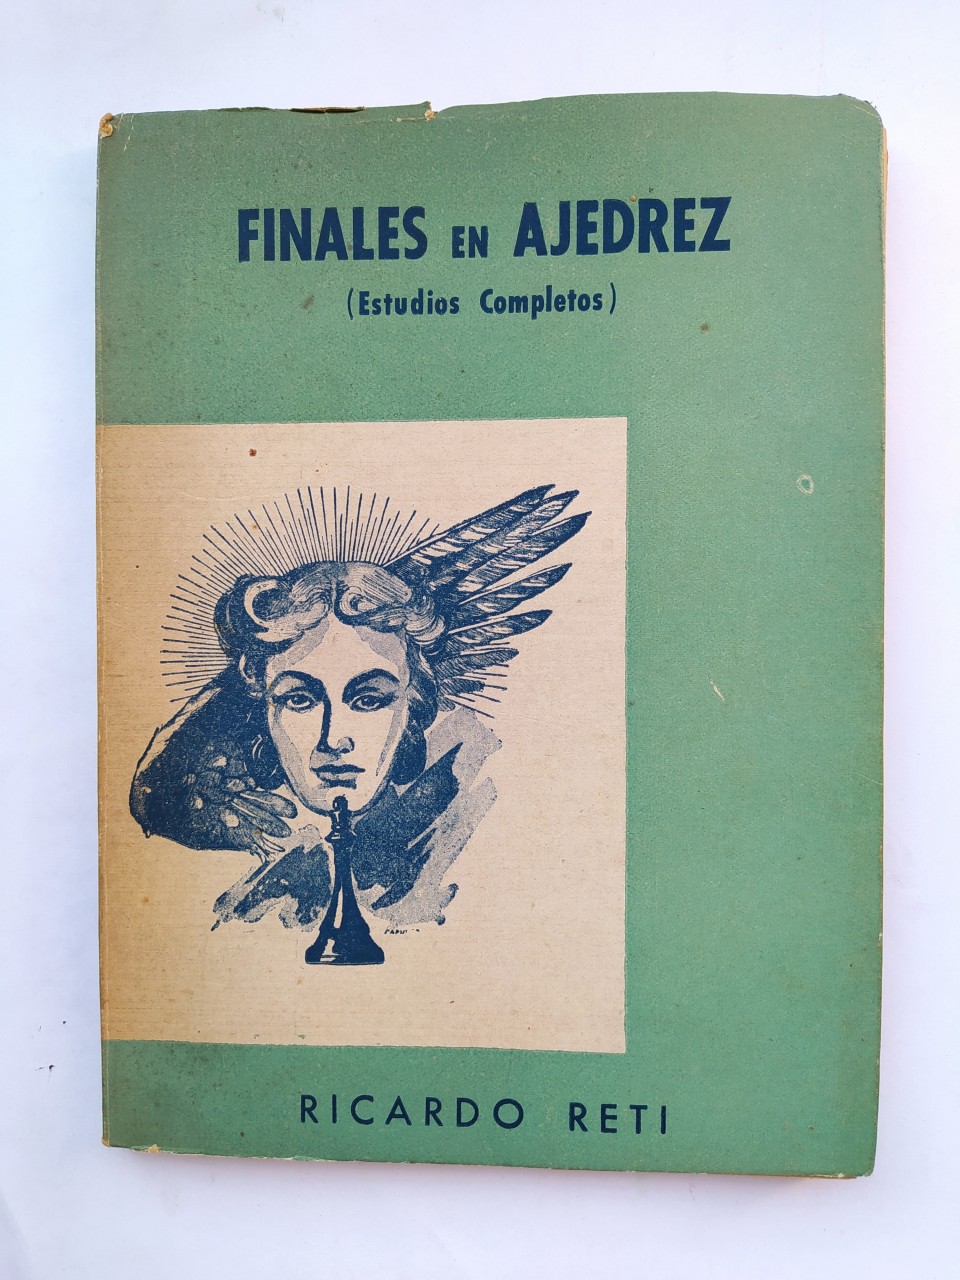 FINALES EN AJEDREZ
(Estudios Completos)
RICARDO RETI